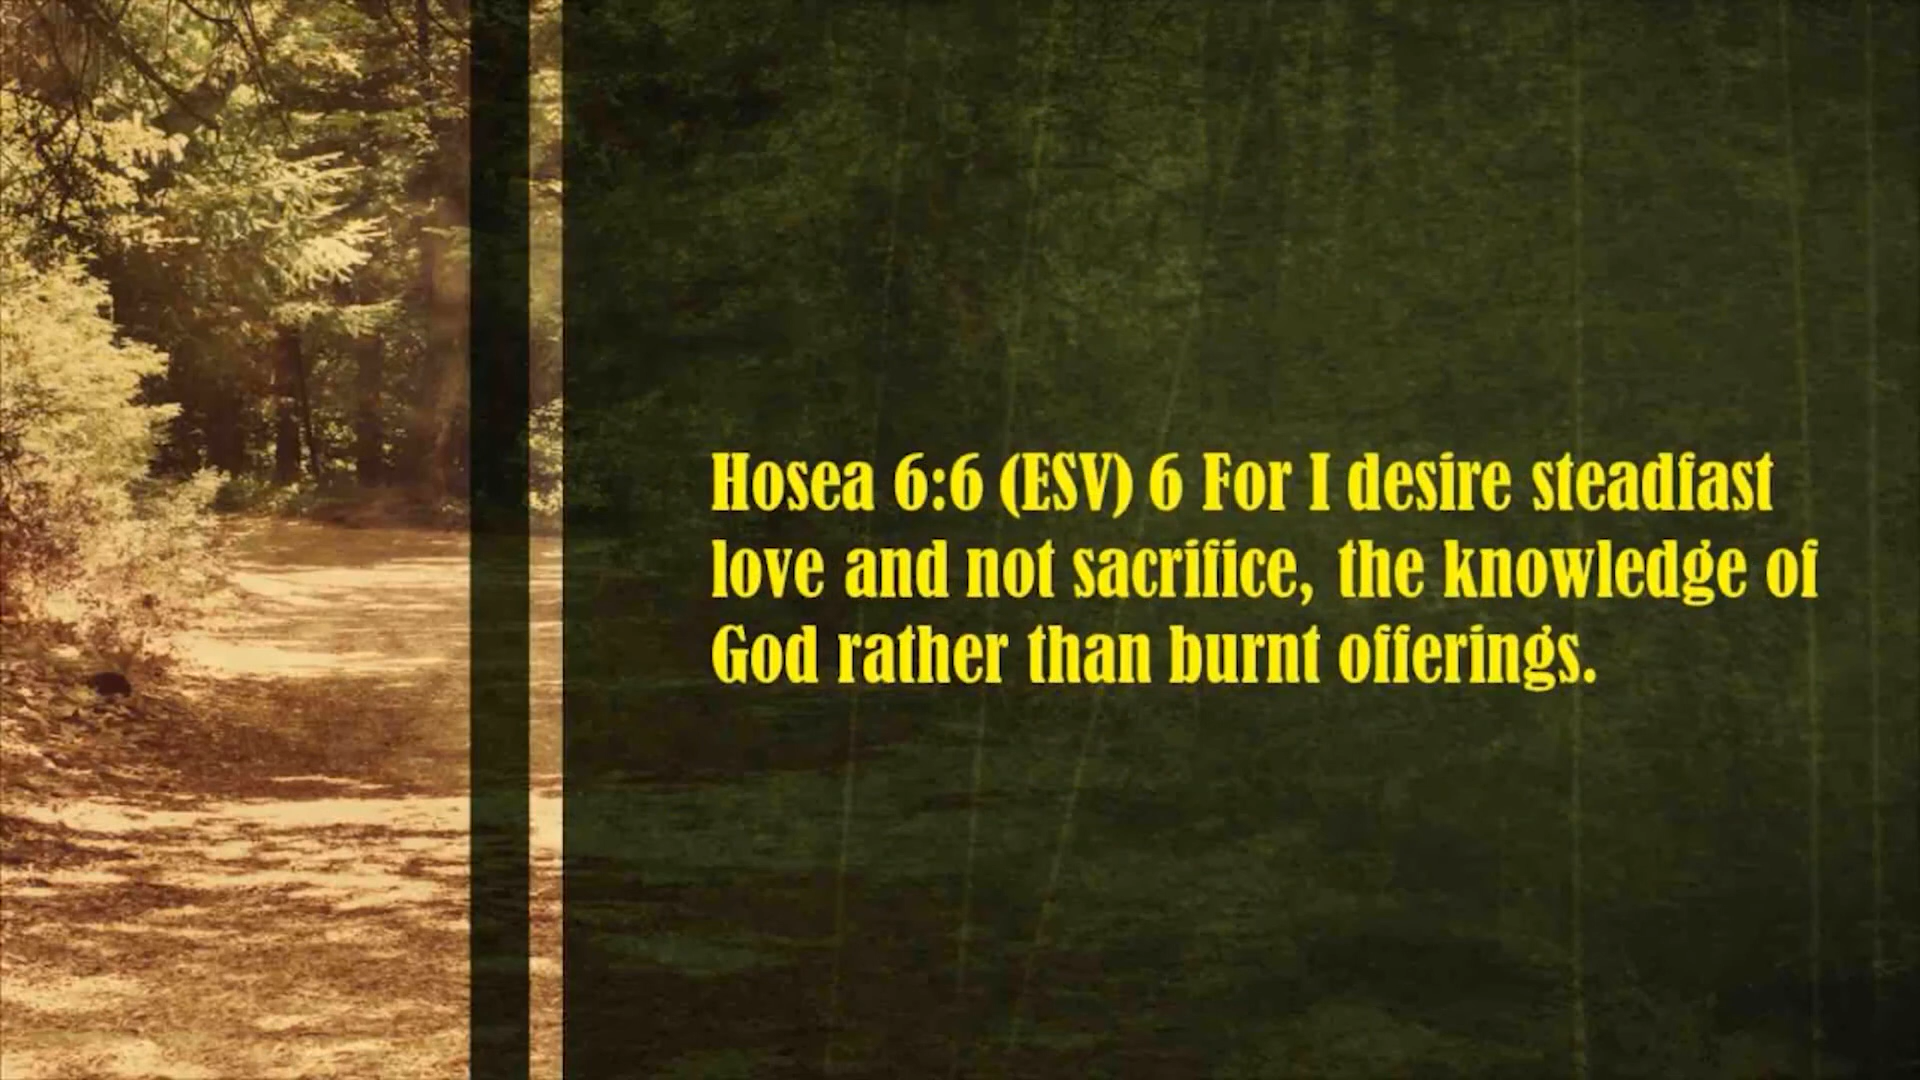 Hosea 6:6 (ESV) 6 For I desire steadfast
love and not sacrifice, the knowledge of
God rather than burnt offerings.